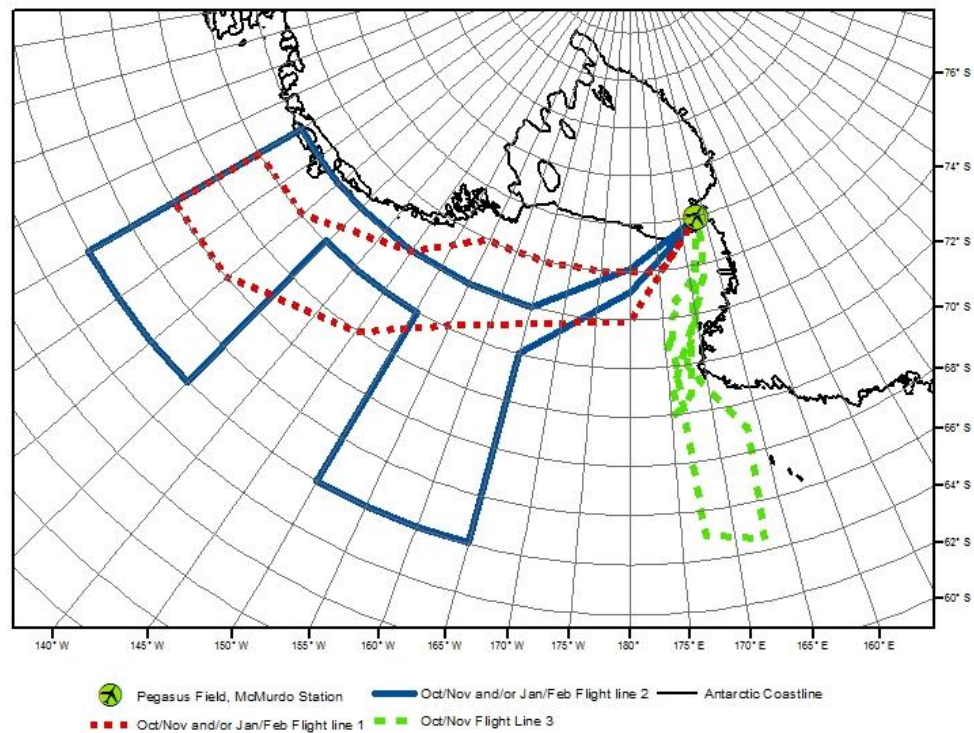 76° S
74° S
72° S
70° S
68° S
66° S
64° S
62° S
60° S
140° W 145° W 150° W 155° W 160° W 165° W 170° W 175° W 180° 175° E 170° E 165° E 160° E
Pegasus Field, McMurdo Station Oct/Nov and/or Jan/Feb Flight line 2 Antarctic Coastline
Oct/Nov and/or Jan/Feb Flight line 1 Oct/Nov Flight Line 3